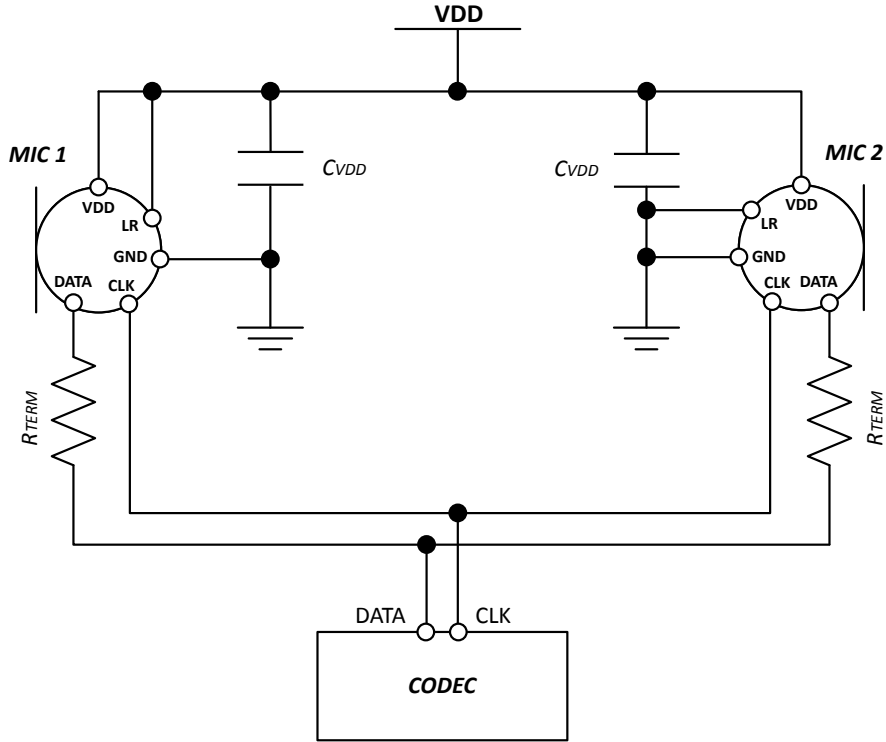 VDD
MIC 1
MIC 2
CVDD
CVDD
VDD
LR
GND
DATA
CLK
VDD
LR
GND
CLK
DATA
RTERM
RTERM
DATA
CLK
CODEC